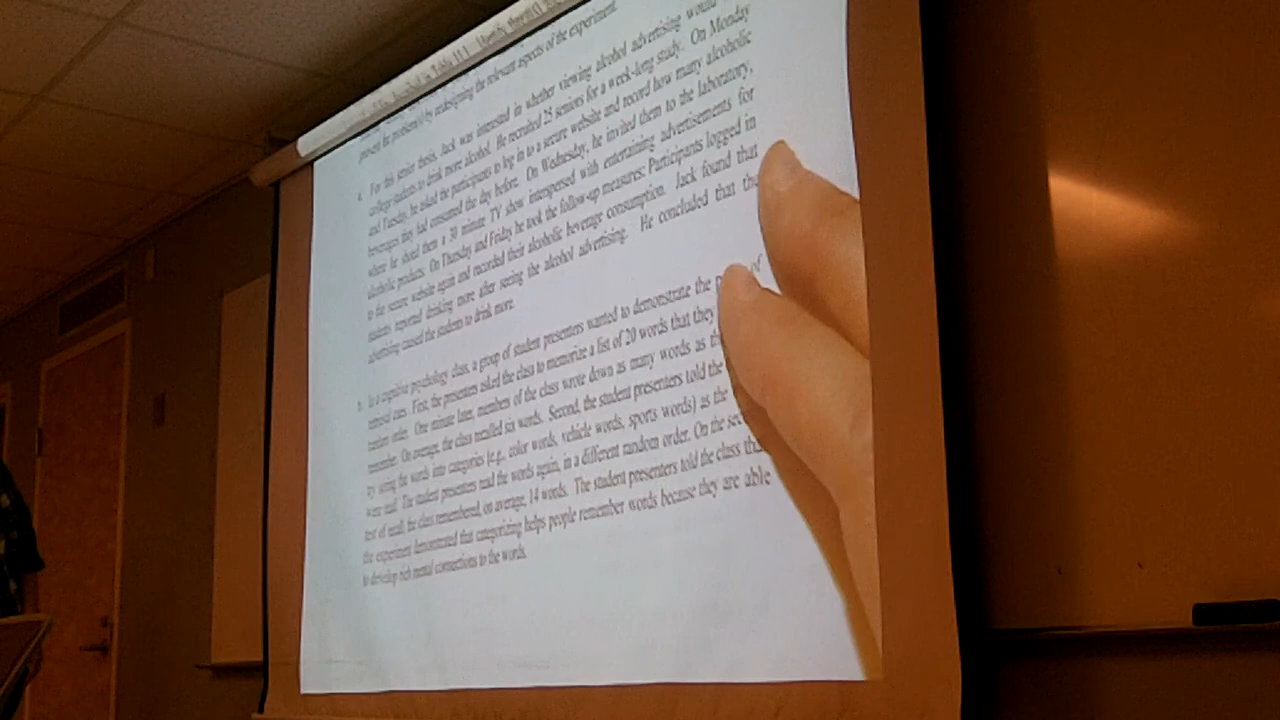 prevent the problem(s) by redesigning the relevant aspects of the experiment.
a. For this senior thesis, Jack was interested in whether viewing alcohol advertising would
college students to drink more alcohol. He recruited 25 seniors for a week-long study. On Monday
and Tuesday, he asked the participants to log in to a secure website and record how many alcoholic
beverages they had consumed the day before. On Wednesday, he invited them to the laboratory,
where he shoed them a 30 minute TV show interspersed with entertaining advertisements for
alcoholic products. On Thursday and Friday he took the follow-up measures: Participants logged in
to the secure website again and recorded their alcoholic beverage consumption. Jack found that
students reported drinking more after seeing the alcohol advertising. He concluded that the
advertising caused the students to drink more.
b. In a cognitive psychology class, a group of student presenters wanted to demonstrate the of
retrieval cues. First, the presenters asked the class to memorize a list of 20 words that they
random order. One minute later, members of the class wrote down as many words as
remember. On average, the class recalled six words. Second, the student presenters told the
try sorting the words into categories (e.g., color words, vehicle words, sports words) as the
were read. The student presenters read the words again, in a different random order. On the
test of recall, the class remembered, on average, 14 words. The student presenters told the class
the experiment demonstrated that categorizing helps people remember words because they are able
to develop rich mental connections to the words.